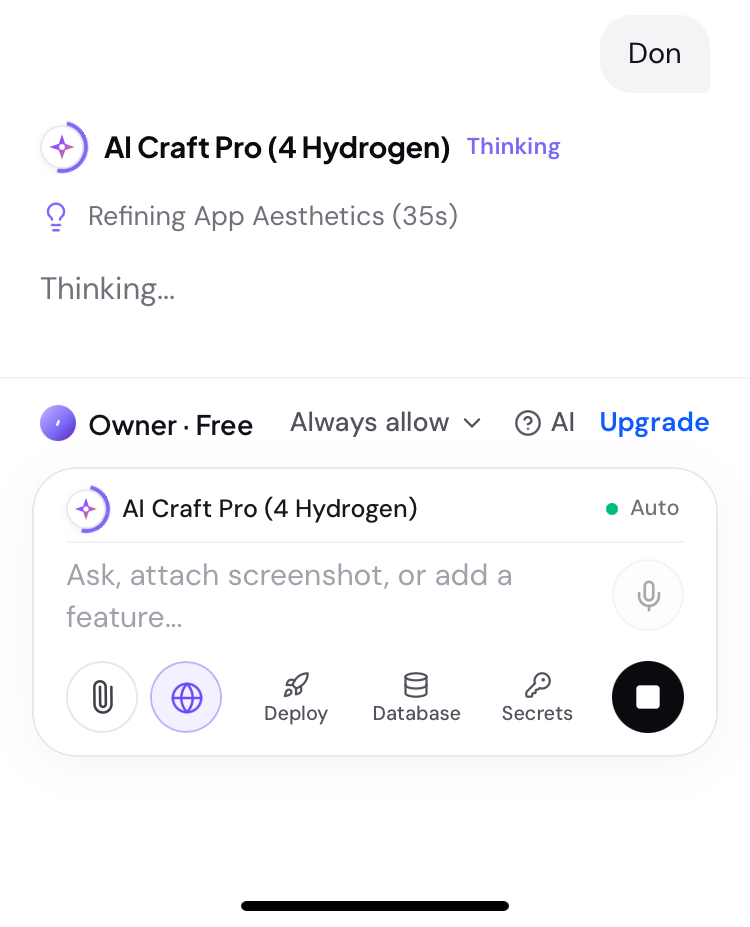 Don
AI Craft Pro (4 Hydrogen) Thinking
Refining App Aesthetics (35s)
Thinking...
Owner · Free Always allow AI Upgrade
AI Craft Pro (4 Hydrogen) Auto
Ask, attach screenshot, or add a
feature...
Deploy Database Secrets